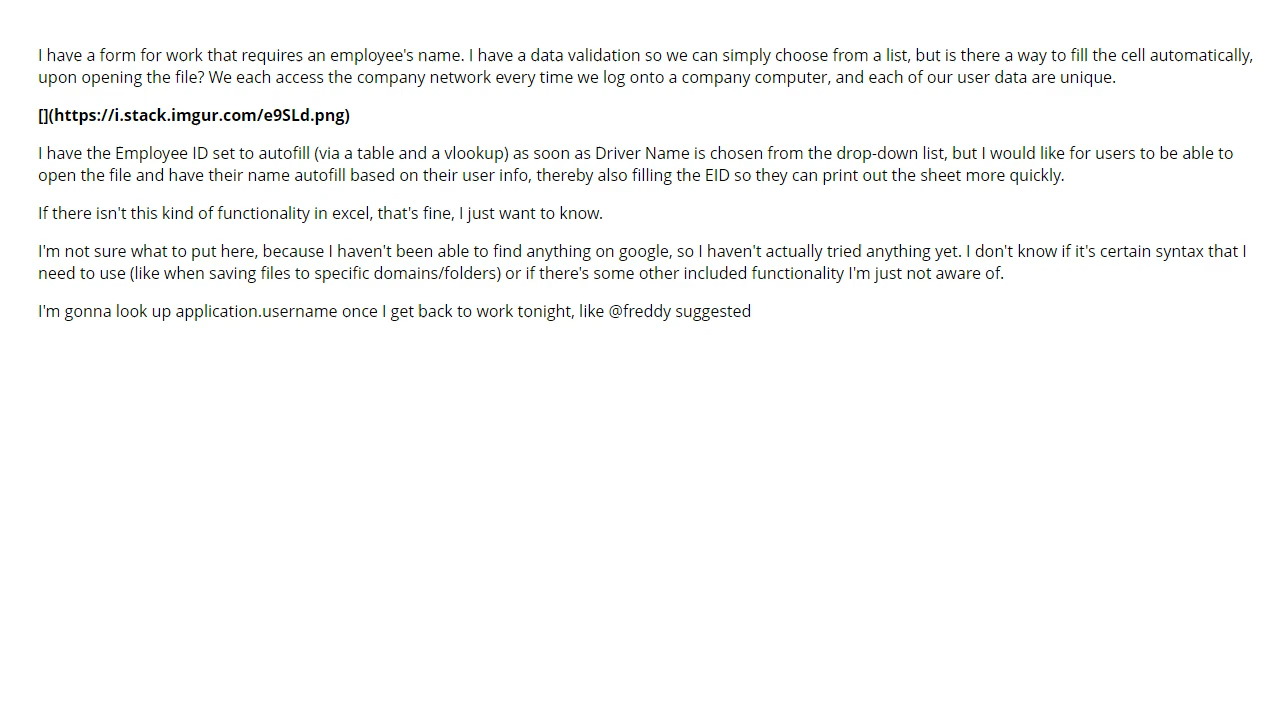 I have a form for work that requires an employee's name. I have a data validation so we can simply choose from a list, but is there a way to fill the cell automatically,
upon opening the file? We each access the company network every time we log onto a company computer, and each of our user data are unique.
[](https://i.stack.imgur.com/e9SLd.png)
I have the Employee ID set to autofill (via a table and a vlookup) as soon as Driver Name is chosen from the drop-down list, but I would like for users to be able to
open the file and have their name autofill based on their user info, thereby also filling the EID so they can print out the sheet more quickly.
If there isn't this kind of functionality in excel, that's fine, I just want to know.
I'm not sure what to put here, because I haven't been able to find anything on google, so I haven't actually tried anything yet. I don't know if it's certain syntax that I
need to use (like when saving files to specific domains/folders) or if there's some other included functionality I'm just not aware of.
I'm gonna look up application.username once I get back to work tonight, like @freddy suggested